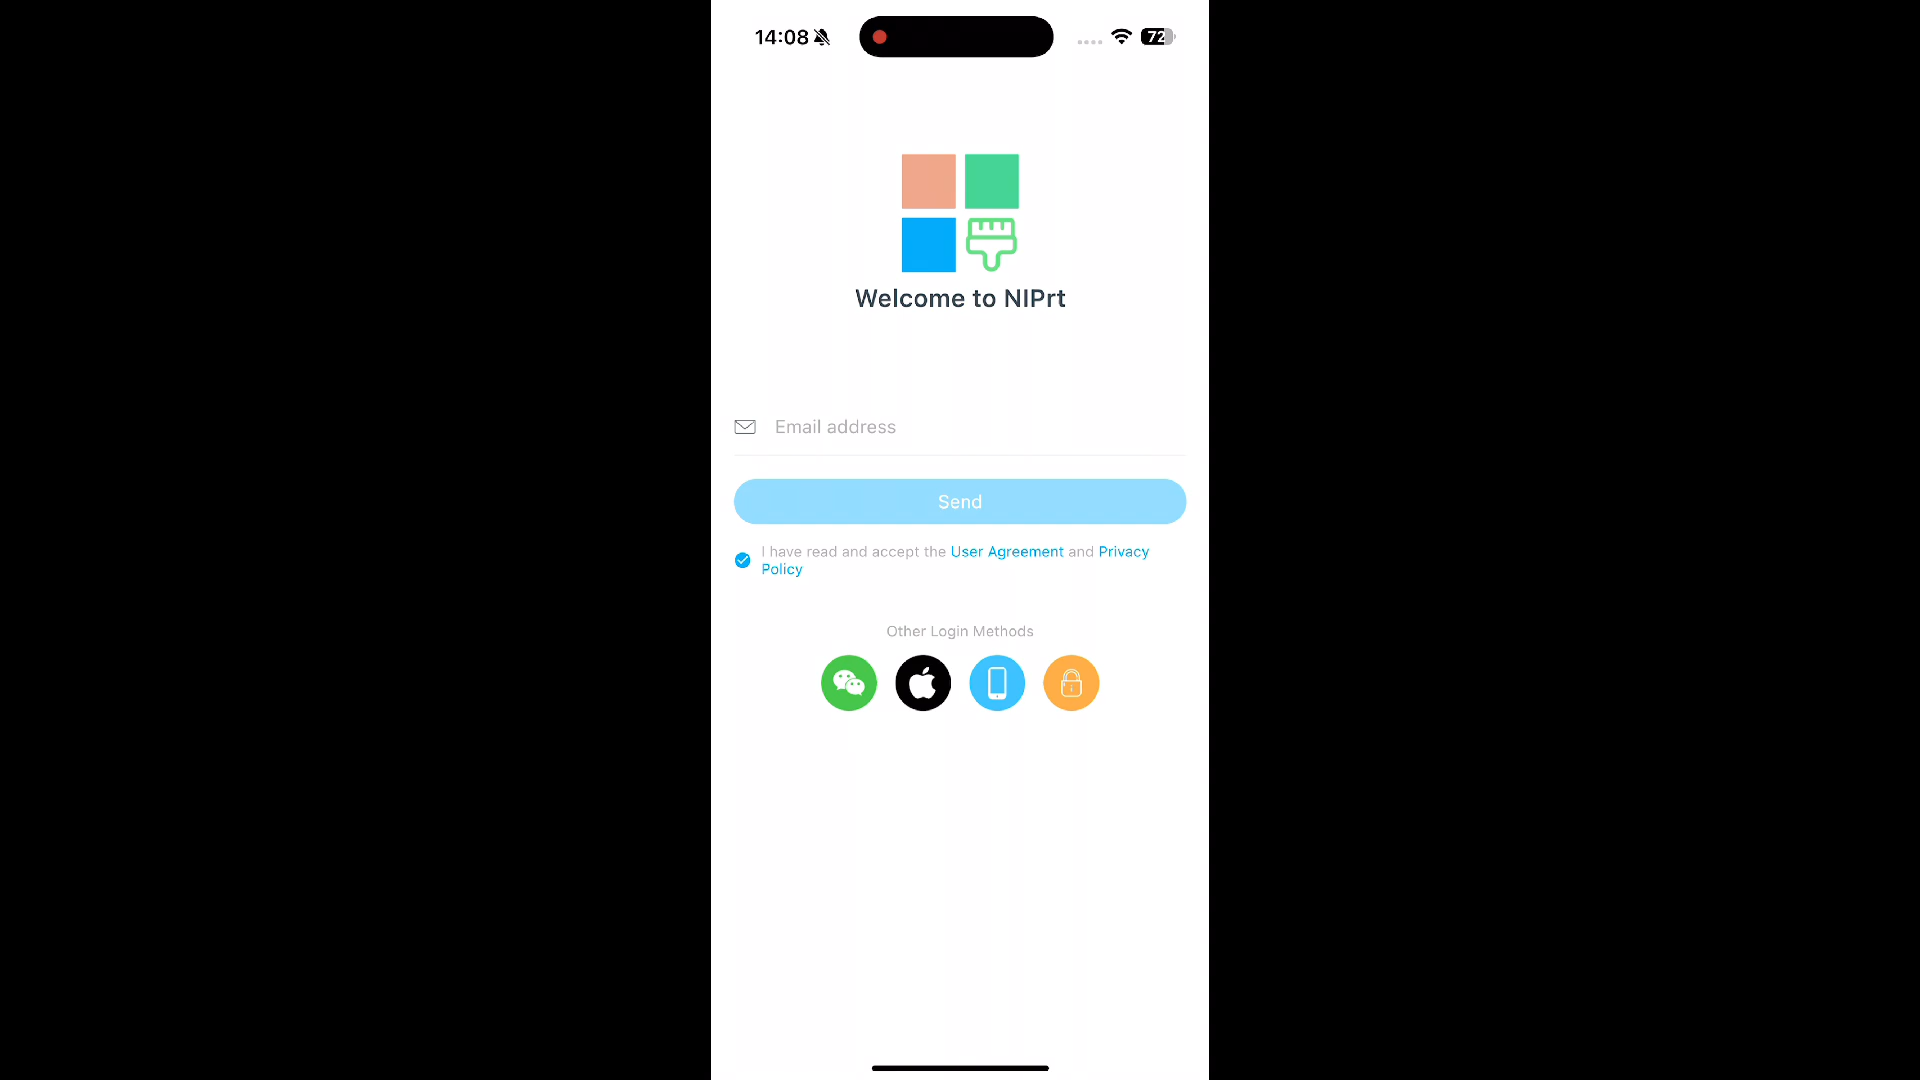 14:08
72
Welcome to NIPrt
Email address
Send
I have read and accept the User Agreement and Privacy
Policy
Other Login Methods